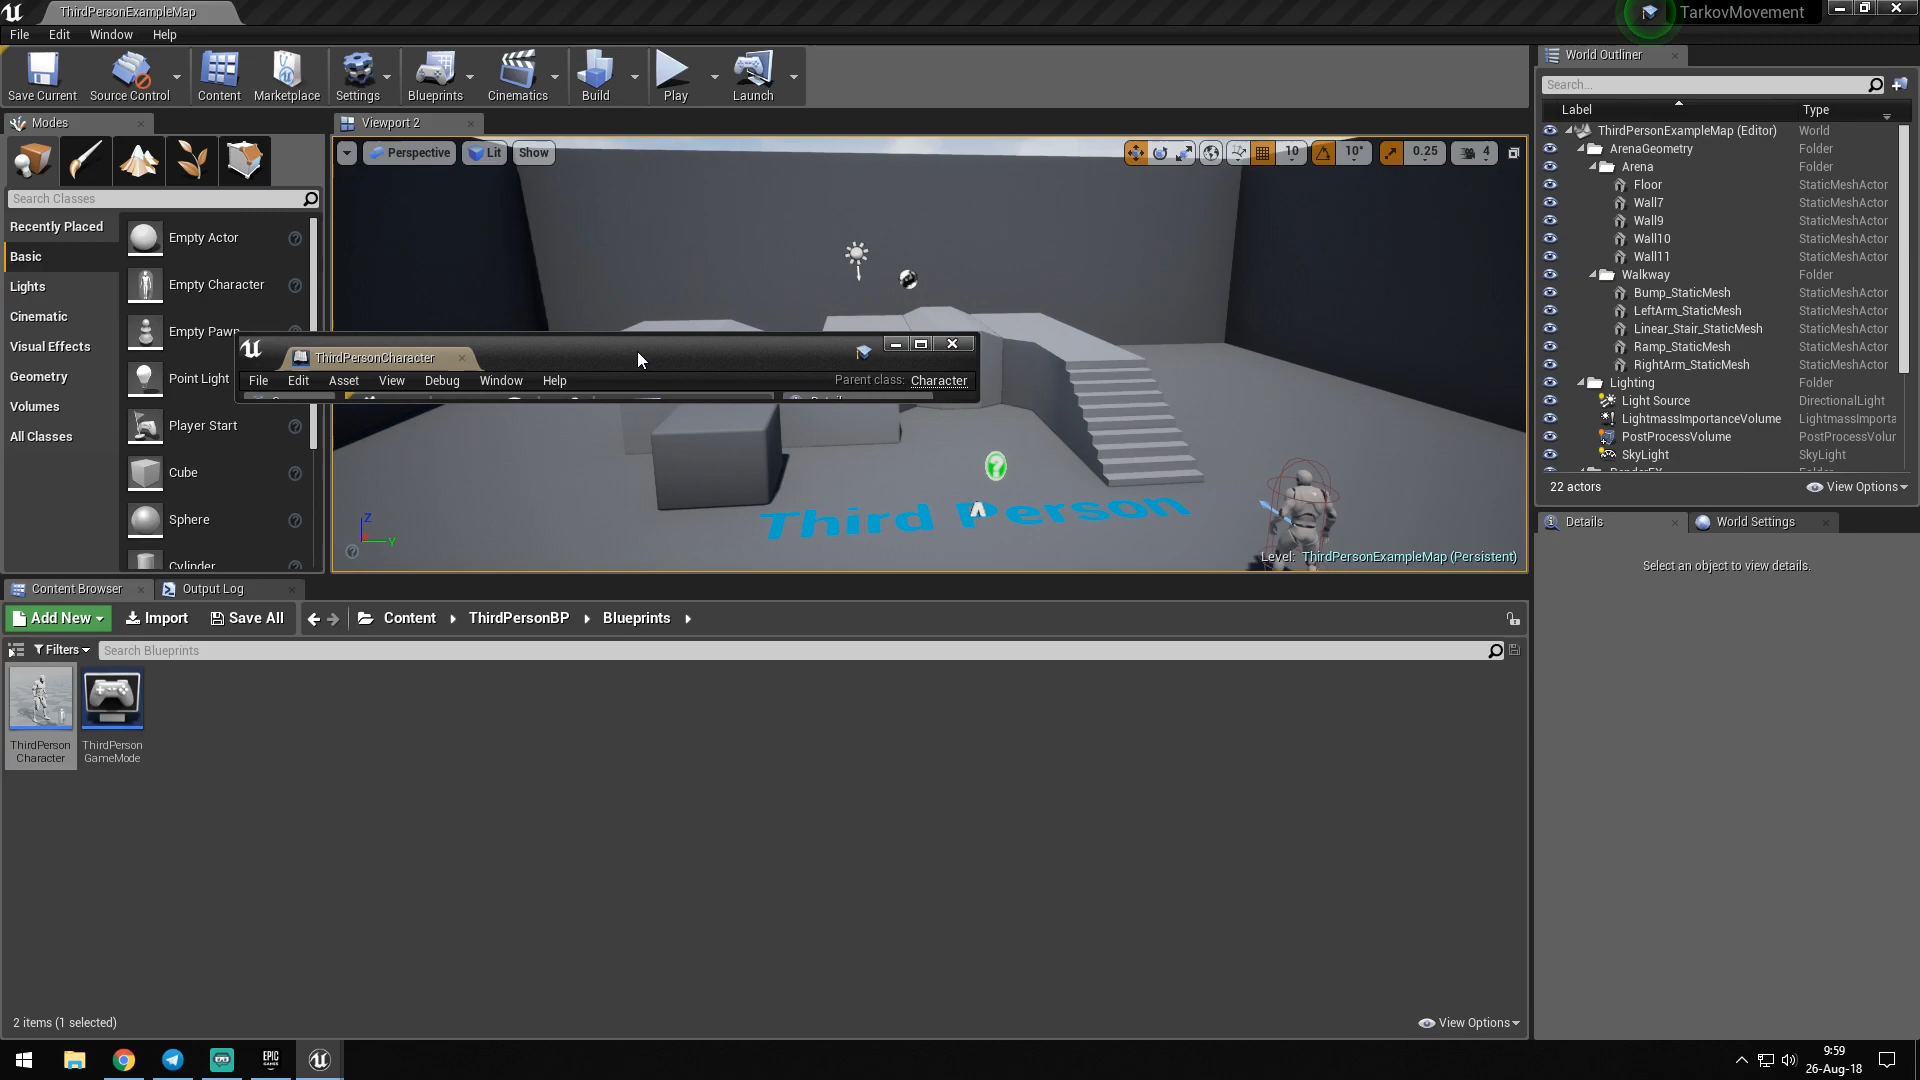 ThirdPersonExampleMap
TarkovMovement
File Edit Window Help
Save Current
Source Control
Content
Marketplace
Settings
Blueprints
Cinematics
Build
Play
Launch
Modes
Search Classes
Recently Placed
Basic
Lights
Cinematic
Visual Effects
Geometry
Volumes
All Classes
Empty Actor
Empty Character
Empty Pawn
Point Light
Player Start
Cube
Sphere
Cylinder
Viewport 2
Perspective Lit Show
10 10° 0.25 4
ThirdPersonCharacter
File Edit Asset View Debug Window Help
Parent class: Character
Third Person
Z
Y
Level: ThirdPersonExampleMap (Persistent)
World Outliner
Search...
Label Type
ThirdPersonExampleMap (Editor) World
ArenaGeometry Folder
Arena Folder
Floor StaticMeshActor
Wall7 StaticMeshActor
Wall9 StaticMeshActor
Wall10 StaticMeshActor
Wall11 StaticMeshActor
Walkway Folder
Bump_StaticMesh StaticMeshActor
LeftArm_StaticMesh StaticMeshActor
Linear_Stair_StaticMesh StaticMeshActor
Ramp_StaticMesh StaticMeshActor
RightArm_StaticMesh StaticMeshActor
Lighting Folder
Light Source DirectionalLight
LightmassImportanceVolume LightmassImporta
PostProcessVolume PostProcessVolur
SkyLight SkyLight
22 actors
View Options
Details
World Settings
Select an object to view details.
Content Browser
Output Log
Add New
Import
Save All
Content ThirdPersonBP Blueprints
Filters
Search Blueprints
ThirdPerson
Character
ThirdPerson
GameMode
2 items (1 selected)
View Options
EPIC
GAMES
9:59
26-Aug-18